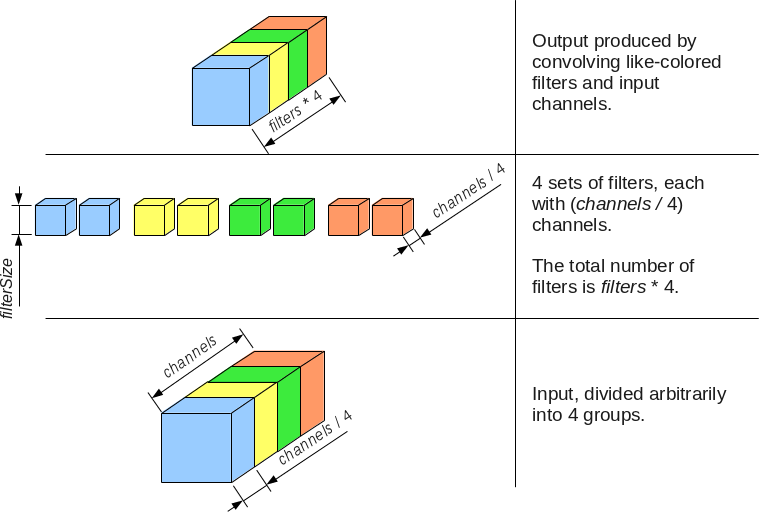 filters * 4
Output produced by
convolving like-colored
filters and input
channels.
filterSize
channels / 4
4 sets of filters, each
with (channels / 4)
channels.
The total number of
filters is filters * 4.
channels
channels / 4
Input, divided arbitrarily
into 4 groups.